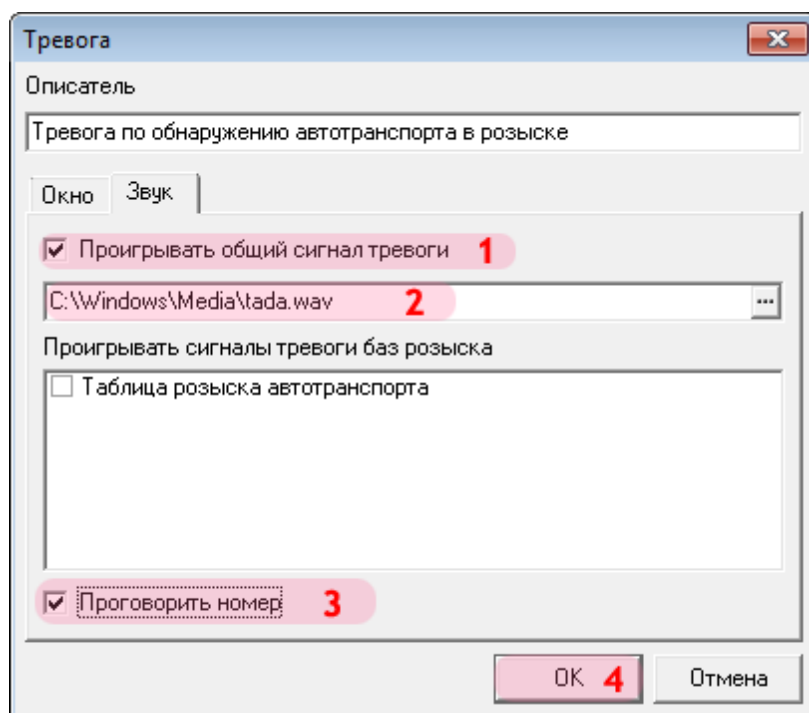 Тревога
Описатель
Тревога по обнаружению автотранспорта в розыске
Окно Звук
Проигрывать общий сигнал тревоги 1
C:\Windows\Media\tada.wav 2 ...
Проигрывать сигналы тревоги баз розыска
Таблица розыска автотранспорта
Проговорить номер 3
OK 4 Отмена